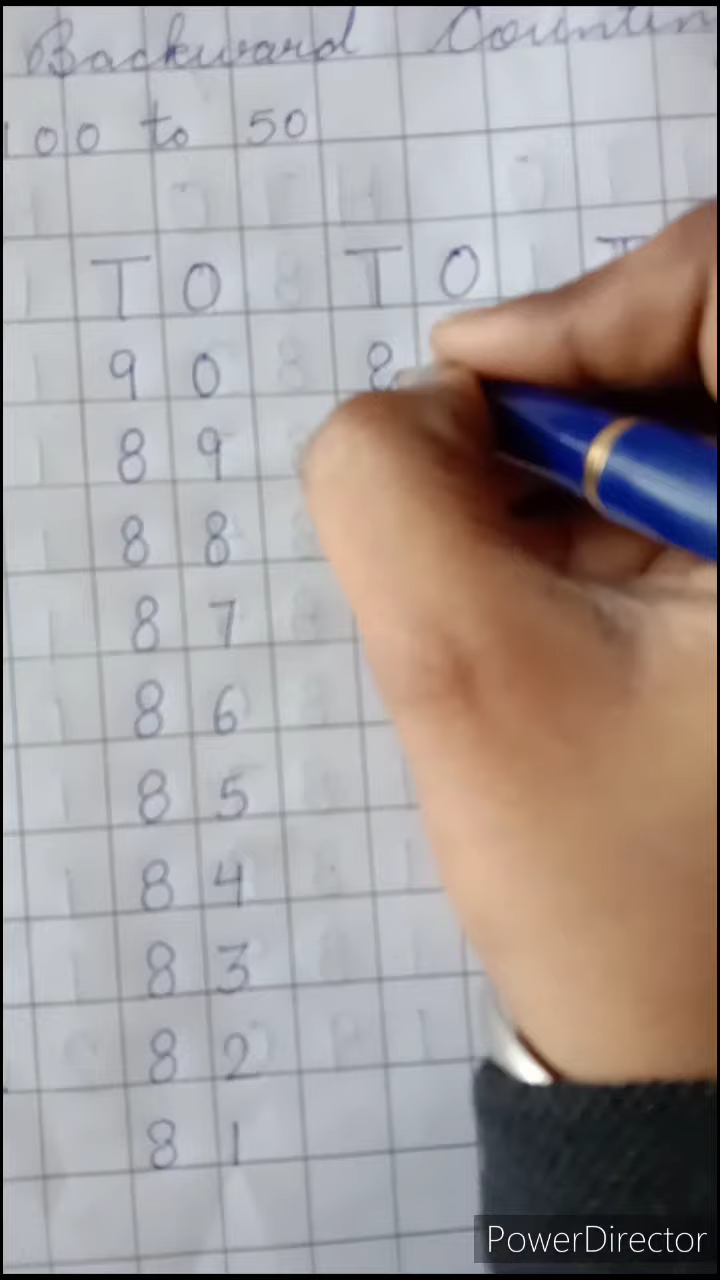 Backward Countin
100 to 50
T O T O T
9 0 8
8 9
8 8
8 7
8 6
8 5
8 4
8 3
8 2
8 1
PowerDirector